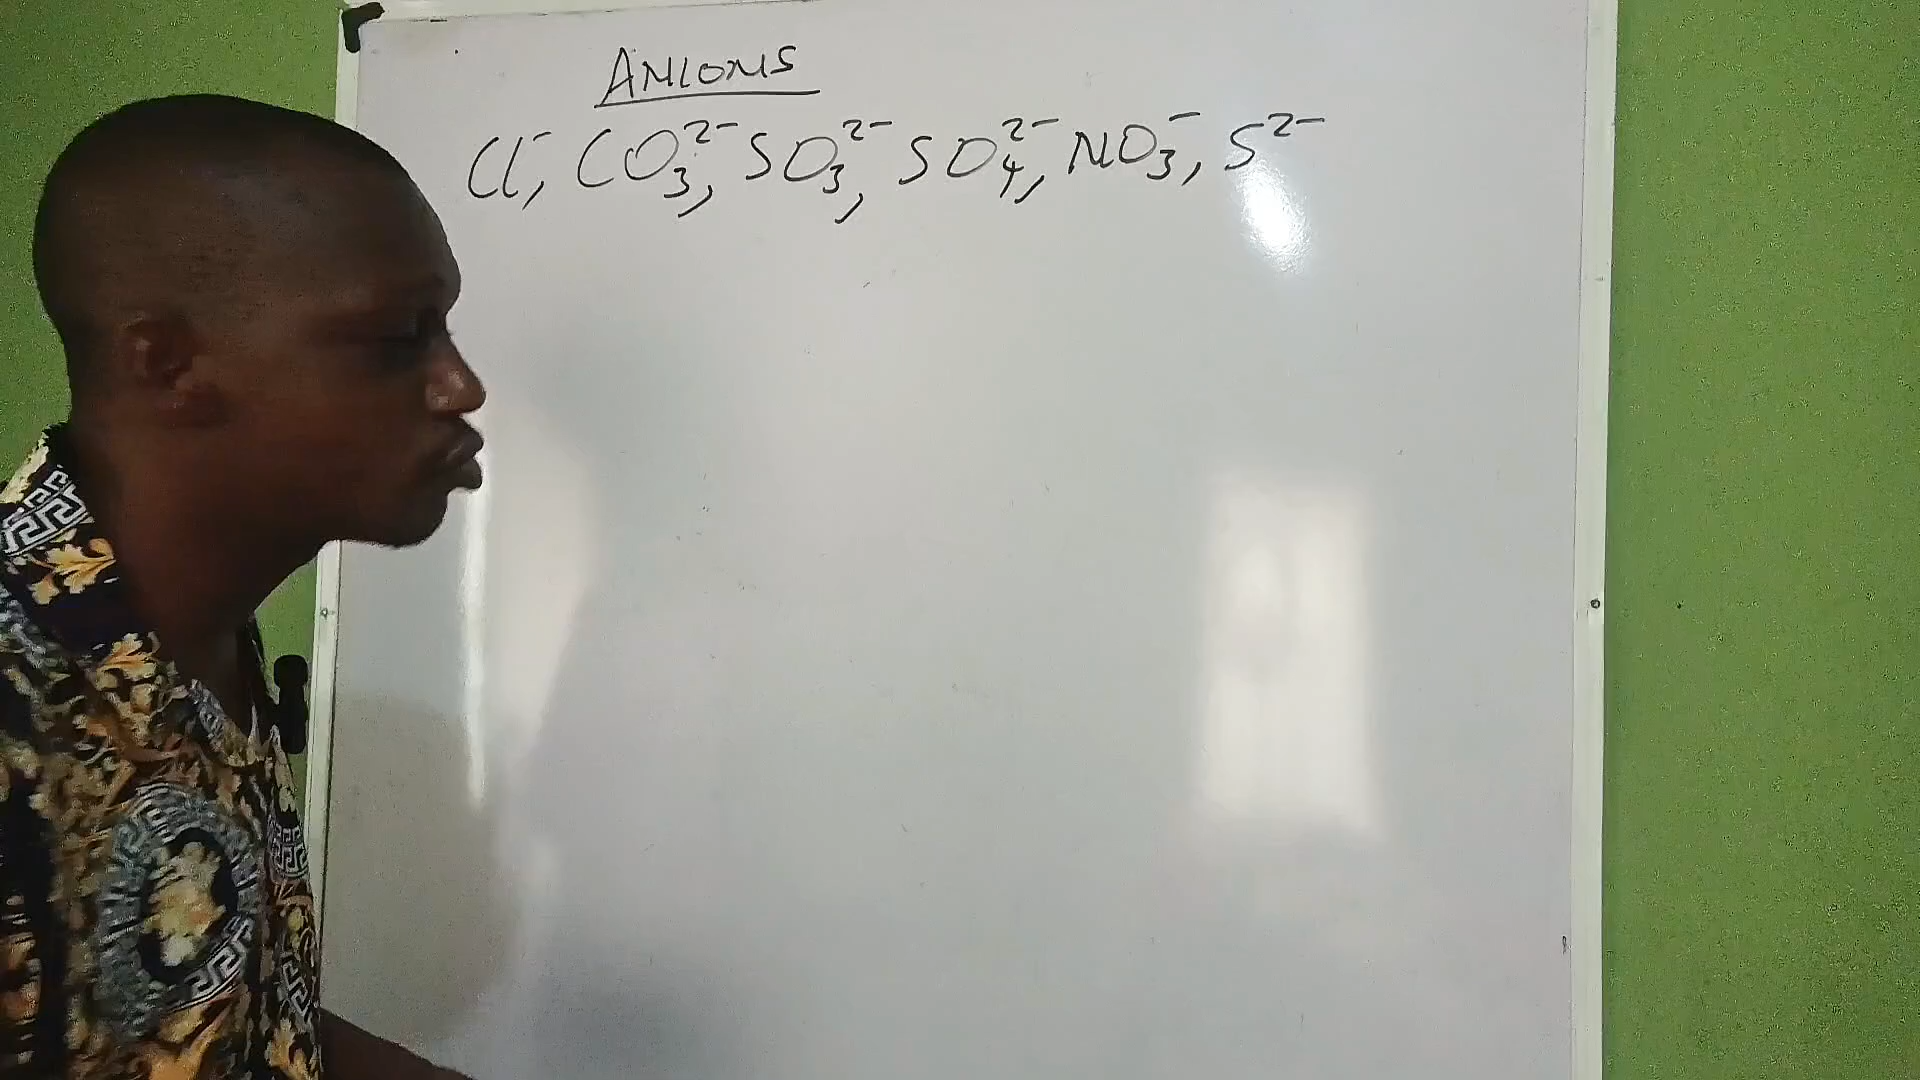 ANIONS
Cl⁻, CO₃²⁻, SO₃²⁻, SO₄²⁻, NO₃⁻, S²⁻